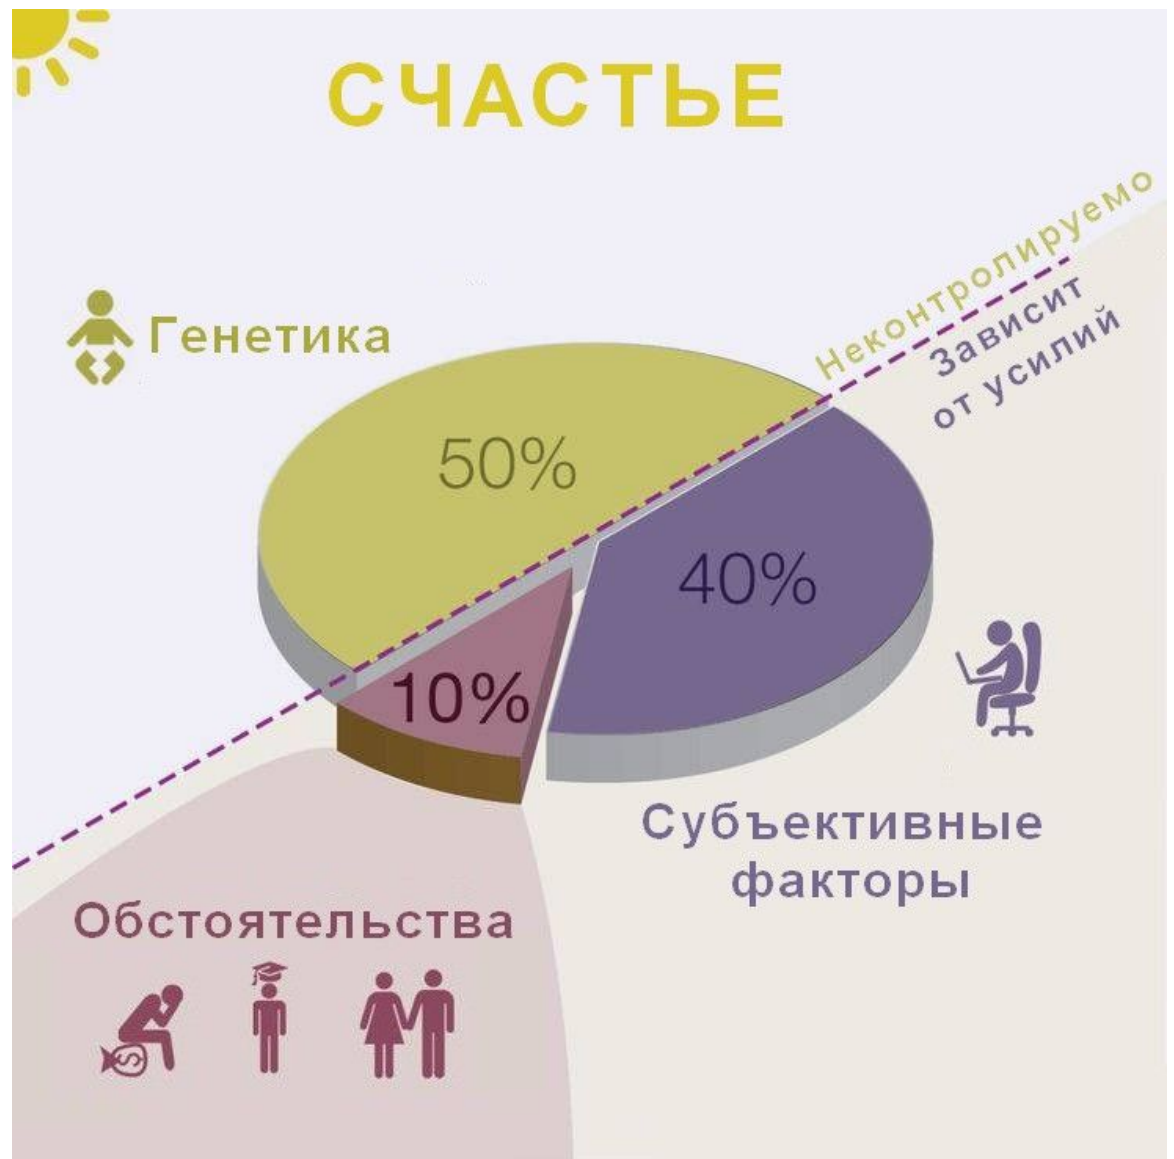 СЧАСТЬЕ
Неконтролируемо
Зависит
от усилий
Генетика
50%
40%
10%
Субъективные
факторы
Обстоятельства
$